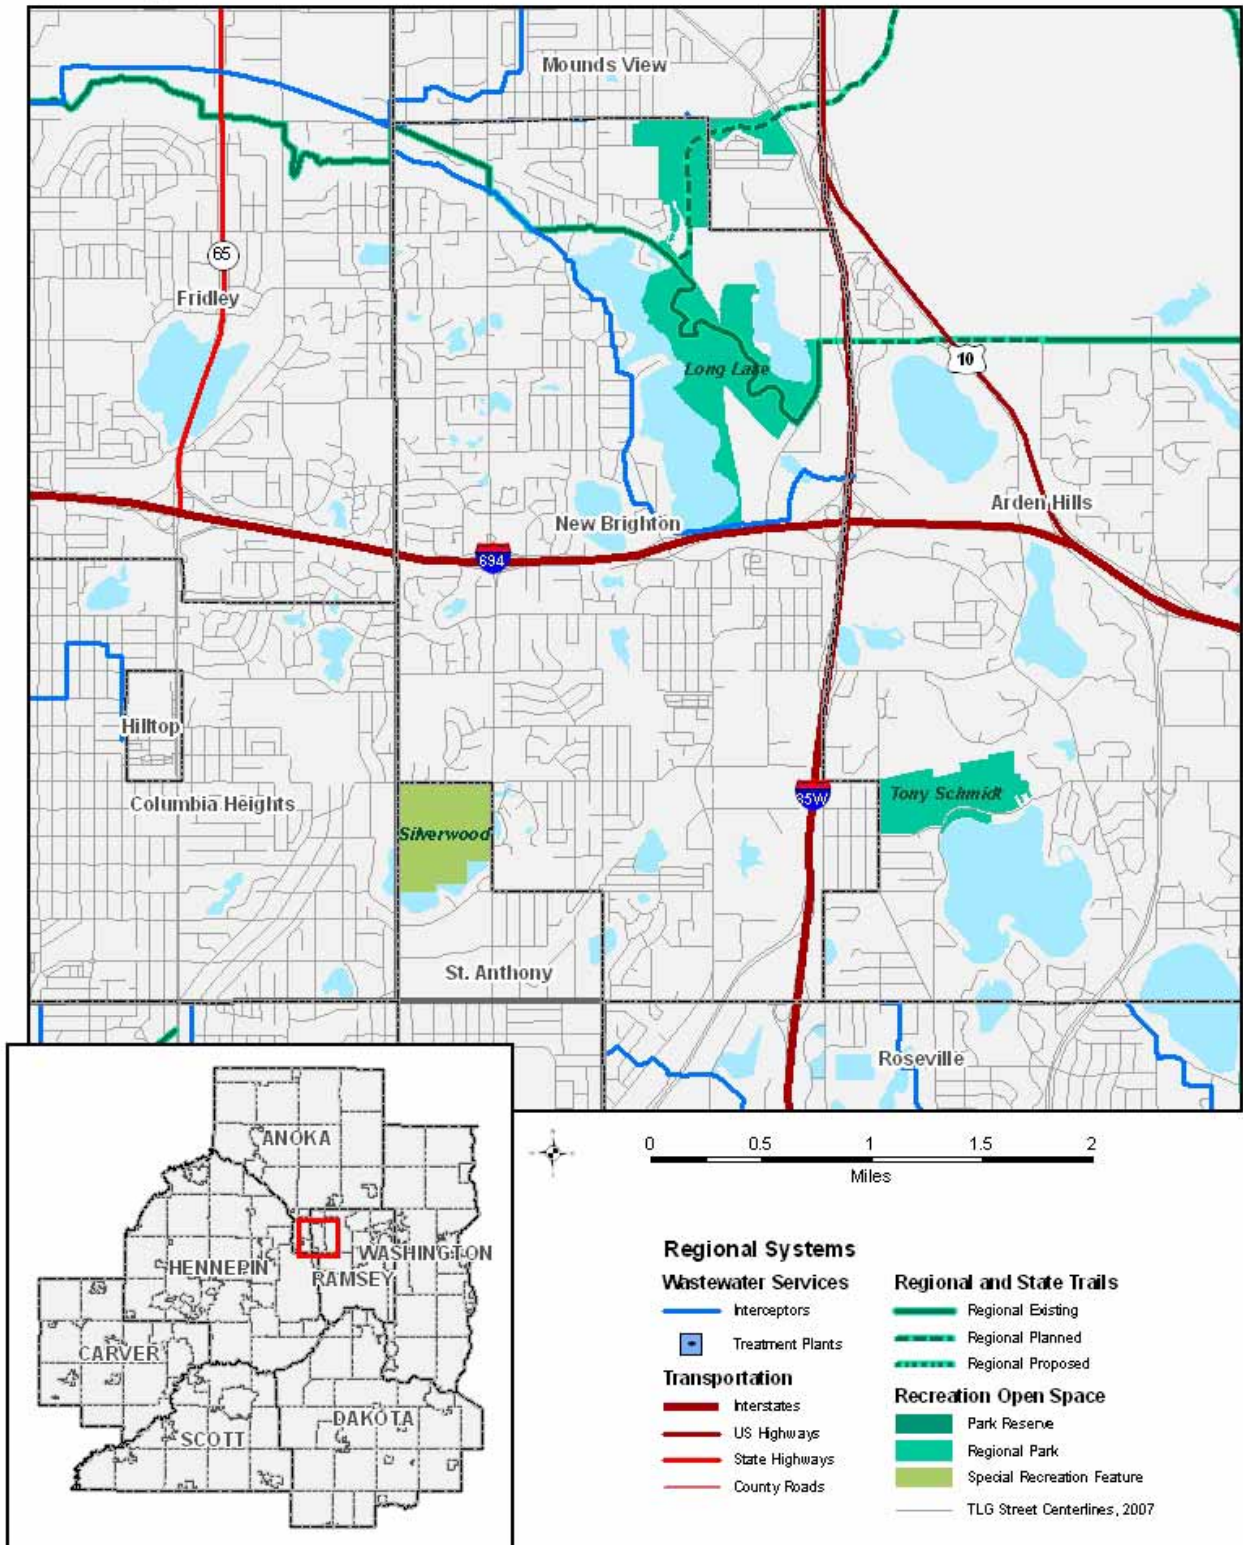 Mounds View
65
Fridley
Long Lake
10
Arden Hills
New Brighton
694
Hilltop
35W
Tony Schmidt
Columbia Heights
Silverwood
St. Anthony
Roseville
ANOKA
HENNEPIN
WASHINGTON
RAMSEY
CARVER
SCOTT
DAKOTA
0 0.5 1 1.5 2
Miles
Regional Systems
Wastewater Services
Interceptors
Treatment Plants
Transportation
Interstates
US Highways
State Highways
County Roads
Regional and State Trails
Regional Existing
Regional Planned
Regional Proposed
Recreation Open Space
Park Reserve
Regional Park
Special Recreation Feature
TLG Street Centerlines, 2007